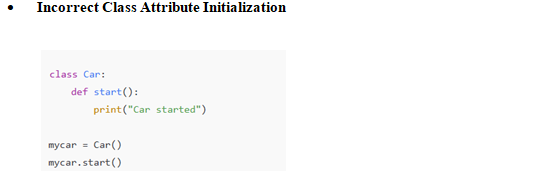 • Incorrect Class Attribute Initialization
class Car:
    def start():
        print("Car started")
mycar = Car()
mycar.start()